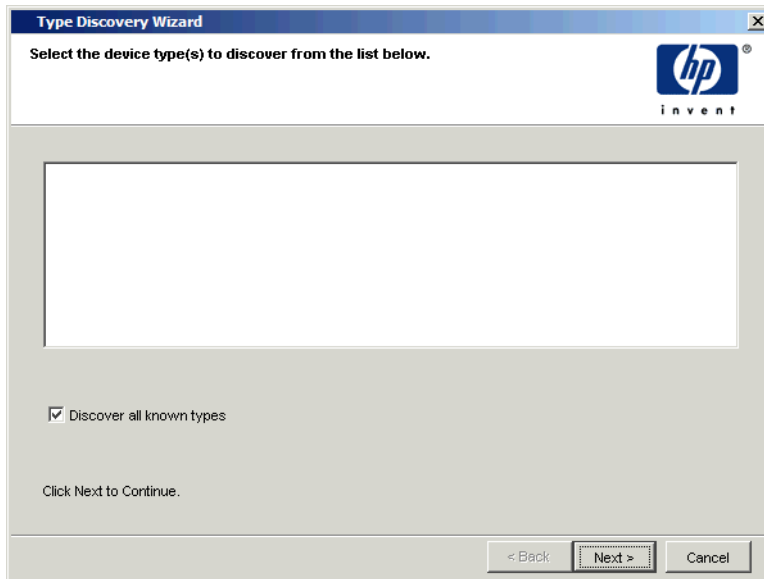 Type Discovery Wizard
Select the device type(s) to discover from the list below.
hp ®
invent
Discover all known types
Click Next to Continue.
< Back Next > Cancel